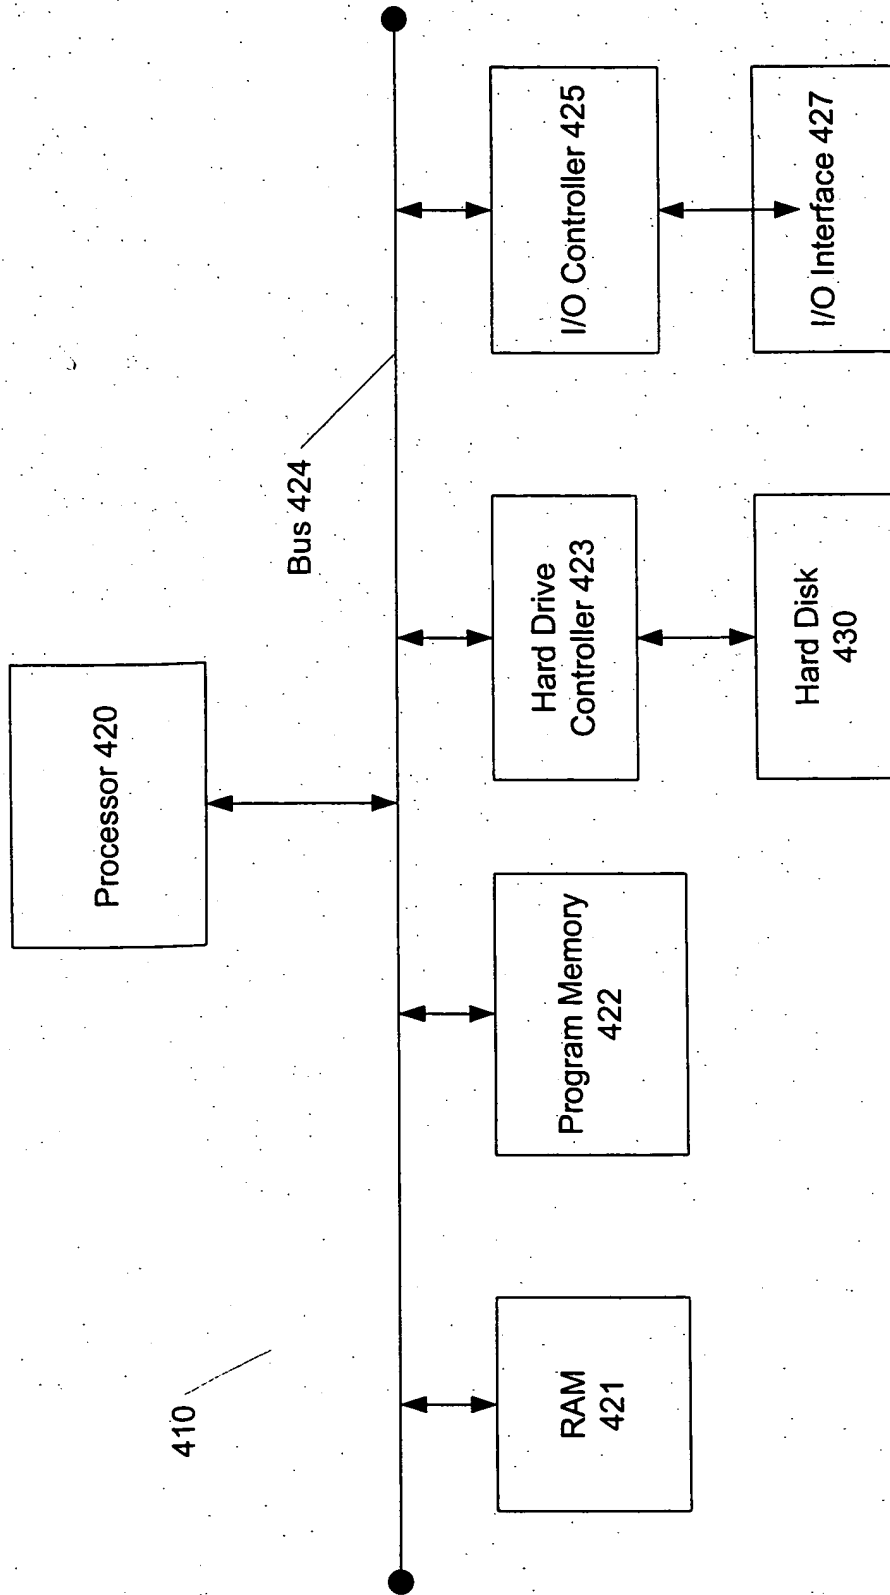 410
Processor 420
Bus 424
RAM
421
Program Memory
422
Hard Drive
Controller 423
I/O Controller 425
Hard Disk
430
I/O Interface 427